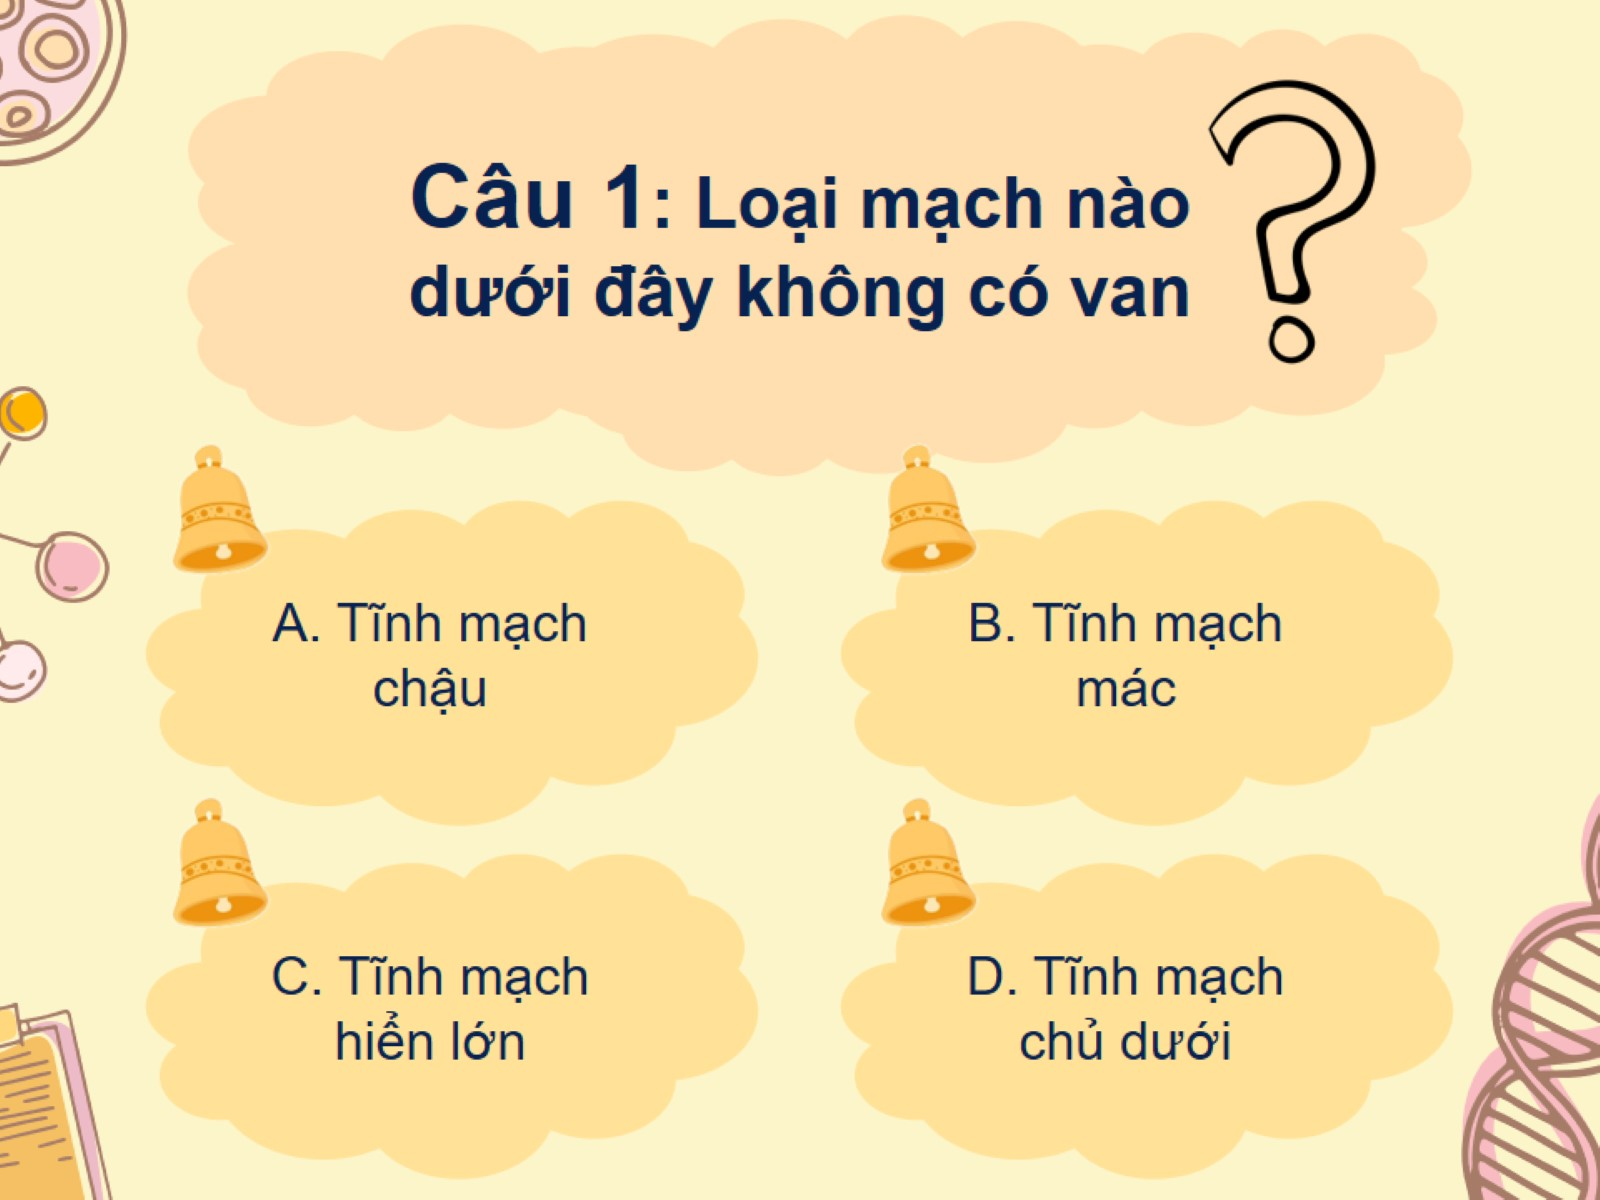 Câu 1: Loại mạch nào
dưới đây không có van
?
A. Tĩnh mạch
chậu
B. Tĩnh mạch
mác
C. Tĩnh mạch
hiển lớn
D. Tĩnh mạch
chủ dưới